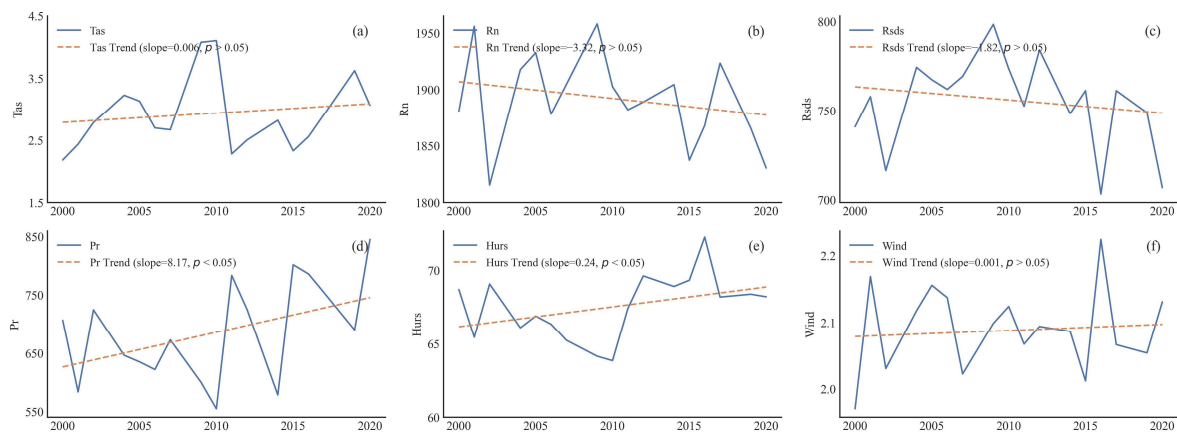 4.5
3.5
2.5
1.5
Tas
Tas
Tas Trend (slope=0.006, p > 0.05)
(a)
2000 2005 2010 2015 2020
1950
1900
1850
1800
Rn
Rn
Rn Trend (slope=−3.32, p > 0.05)
(b)
2000 2005 2010 2015 2020
800
750
700
Rsds
Rsds
Rsds Trend (slope=−1.82, p > 0.05)
(c)
2000 2005 2010 2015 2020
850
750
650
550
Pr
Pr
Pr Trend (slope=8.17, p < 0.05)
(d)
2000 2005 2010 2015 2020
70
65
60
Hurs
Hurs
Hurs Trend (slope=0.24, p < 0.05)
(e)
2000 2005 2010 2015 2020
2.2
2.1
2.0
Wind
Wind
Wind Trend (slope=0.001, p > 0.05)
(f)
2000 2005 2010 2015 2020